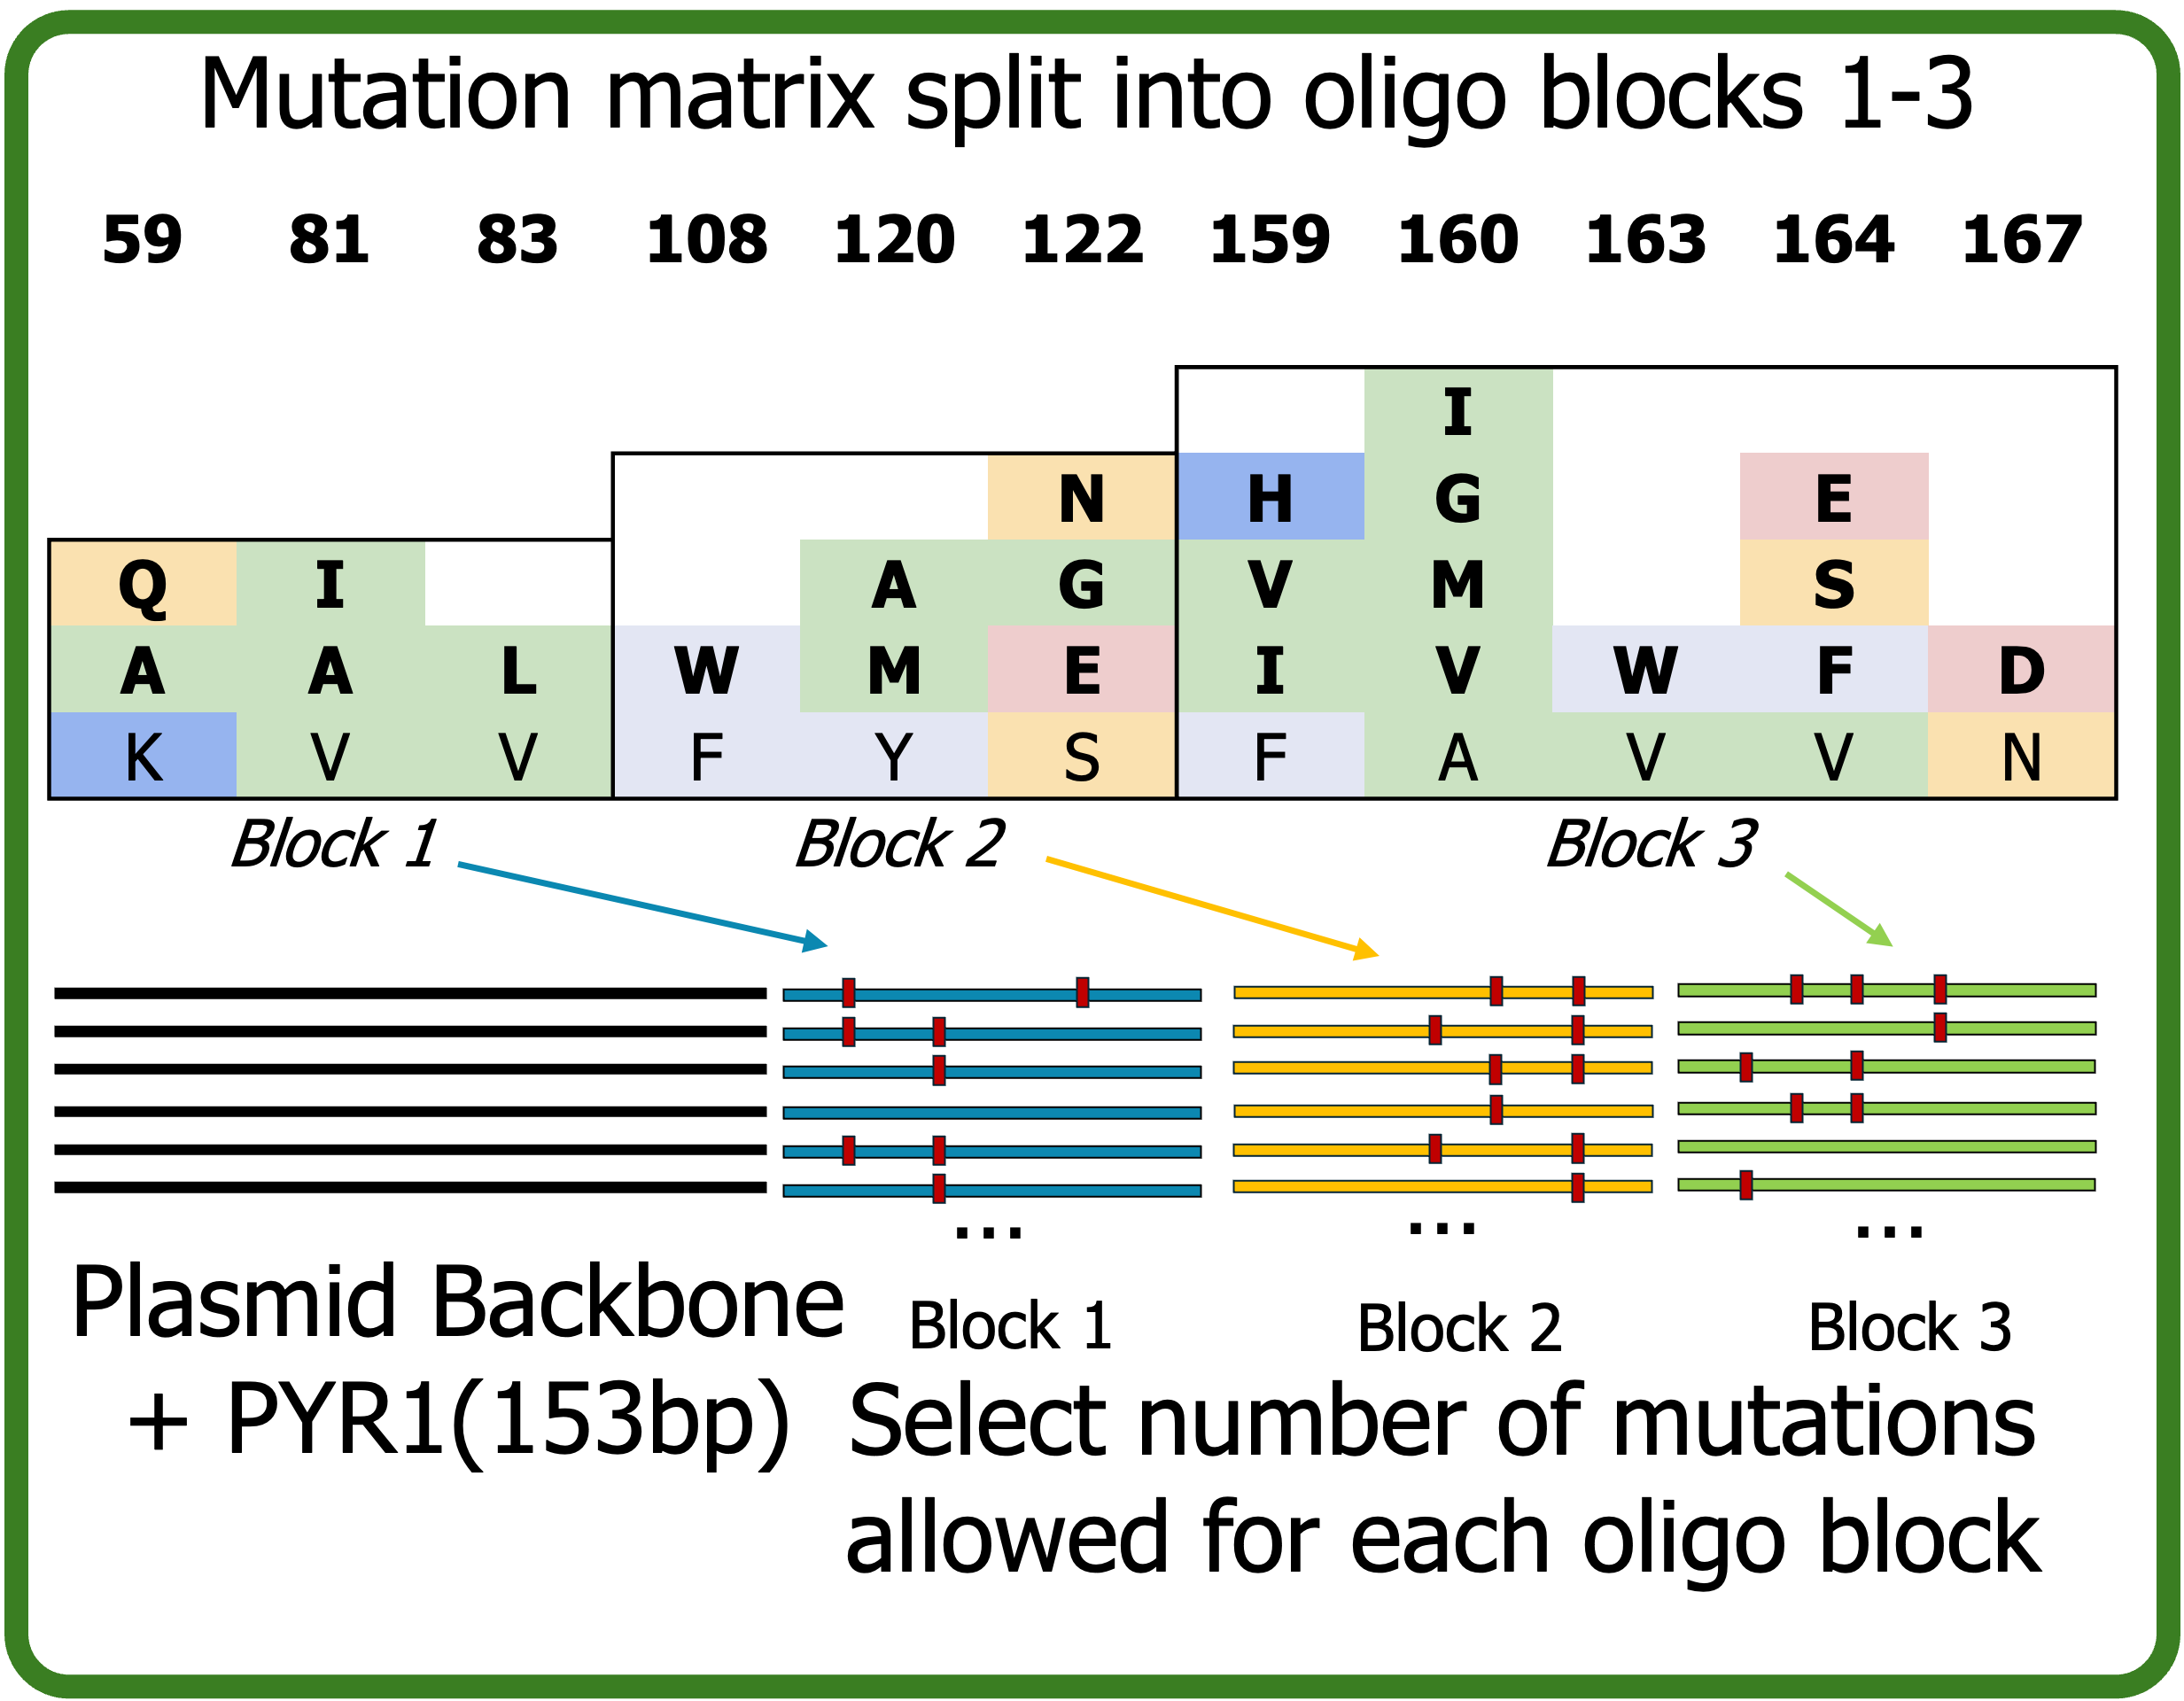 Mutation matrix split into oligo blocks 1-3
59 81 83 108 120 122 159 160 163 164 167
I
N H G E
Q I A G V M S
A A L W M E I V W F D
K V V F Y S F A V V N
Block 1 Block 2 Block 3
... ... ...
Plasmid Backbone
+ PYR1(153bp)
Block 1 Block 2 Block 3
Select number of mutations
allowed for each oligo block